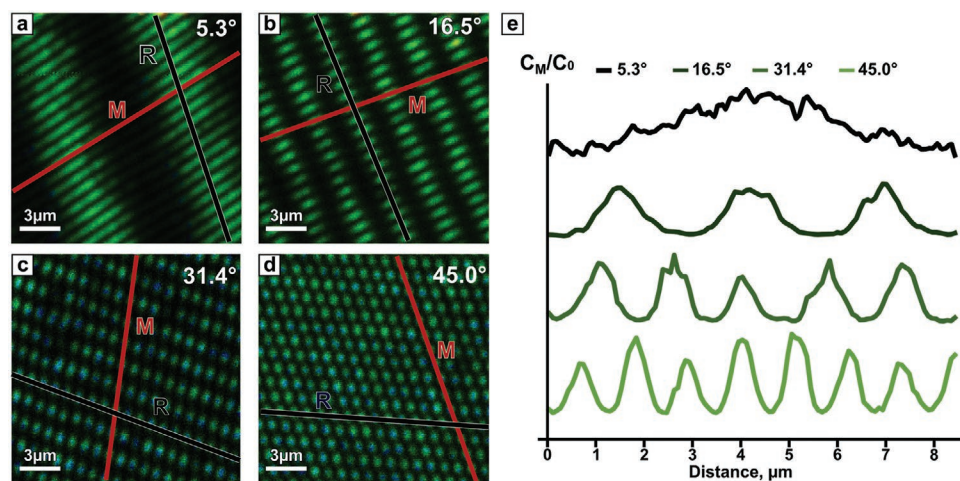 a
5.3°
R
M
3µm
b
16.5°
R
M
3µm
c
31.4°
M
R
3µm
d
45.0°
M
R
3µm
e
C_M/C_0
5.3° 16.5° 31.4° 45.0°
0 1 2 3 4 5 6 7 8
Distance, µm